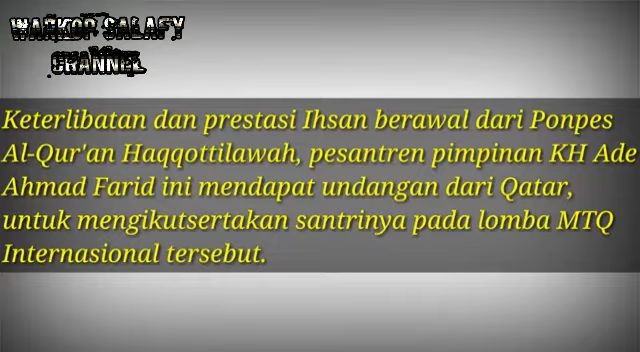 WARKOP SALAFY
CHANNEL
Keterlibatan dan prestasi Ihsan berawal dari Ponpes
Al-Qur'an Haqqottilawah, pesantren pimpinan KH Ade
Ahmad Farid ini mendapat undangan dari Qatar,
untuk mengikutsertakan santrinya pada lomba MTQ
Internasional tersebut.